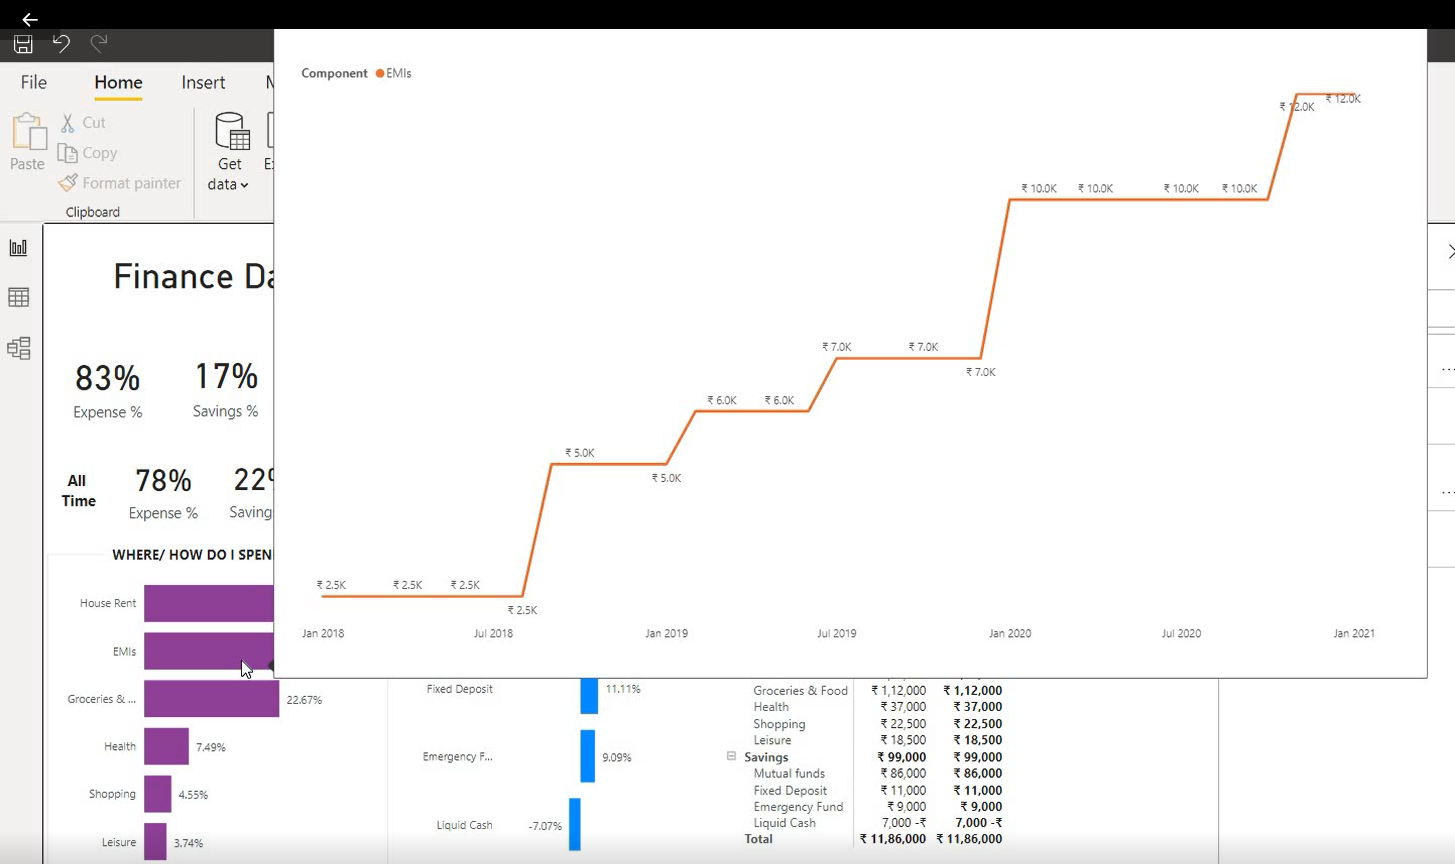 File Home Insert
Cut
Copy
Format painter
Paste
Get
data
Clipboard
Component EMIs
₹ 12.0K ₹ 12.0K
₹ 10.0K ₹ 10.0K ₹ 10.0K ₹ 10.0K
₹ 7.0K ₹ 7.0K
₹ 7.0K
₹ 6.0K ₹ 6.0K
₹ 5.0K
₹ 5.0K
₹ 2.5K ₹ 2.5K ₹ 2.5K
₹ 2.5K
Jan 2018 Jul 2018 Jan 2019 Jul 2019 Jan 2020 Jul 2020 Jan 2021
Finance Da
83% 17%
Expense % Savings %
All
Time
78% 22%
Expense % Saving
WHERE/ HOW DO I SPEN
House Rent
EMIs
Groceries & ... 22.67%
Health 7.49%
Shopping 4.55%
Leisure 3.74%
Fixed Deposit 11.11%
Emergency F... 9.09%
Liquid Cash -7.07%
Groceries & Food ₹ 1,12,000 ₹ 1,12,000
Health ₹ 37,000 ₹ 37,000
Shopping ₹ 22,500 ₹ 22,500
Leisure ₹ 18,500 ₹ 18,500
Savings ₹ 99,000 ₹ 99,000
Mutual funds ₹ 86,000 ₹ 86,000
Fixed Deposit ₹ 11,000 ₹ 11,000
Emergency Fund ₹ 9,000 ₹ 9,000
Liquid Cash 7,000 -₹ 7,000 -₹
Total ₹ 11,86,000 ₹ 11,86,000